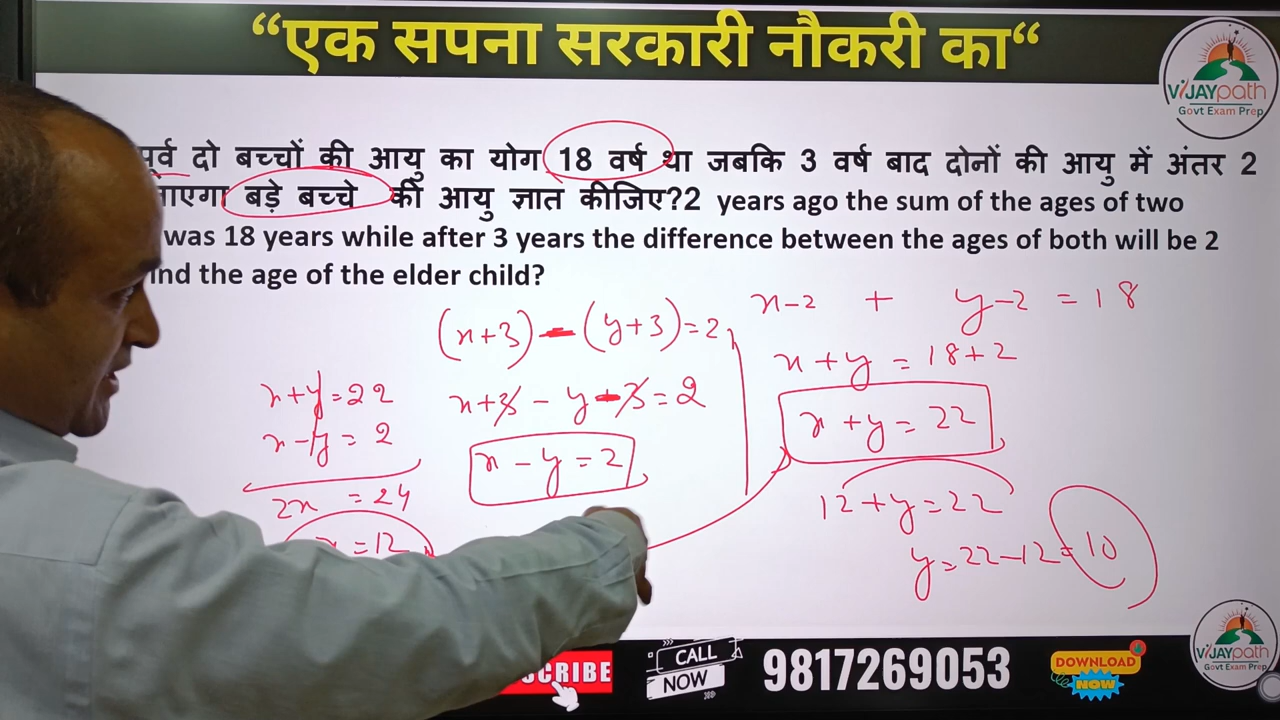 “एक सपना सरकारी नौकरी का“
VIJAYpath
Govt Exam Prep
पूर्व दो बच्चों की आयु का योग 18 वर्ष था जबकि 3 वर्ष बाद दोनों की आयु में अंतर 2
बड़े बच्चे की आयु ज्ञात कीजिए?2 years ago the sum of the ages of two
was 18 years while after 3 years the difference between the ages of both will be 2
the age of the elder child?
(x+3) - (y+3) = 2
x+3 - y-3 = 2
x - y = 2
x-2 + y-2 = 18
x + y = 18+2
x + y = 22
12 + y = 22
y = 22-12 = 10
x+y = 22
x-y = 2
2x = 24
x = 12
CALL
NOW
9817269053
DOWNLOAD
NOW
VIJAYpath
Govt Exam Prep